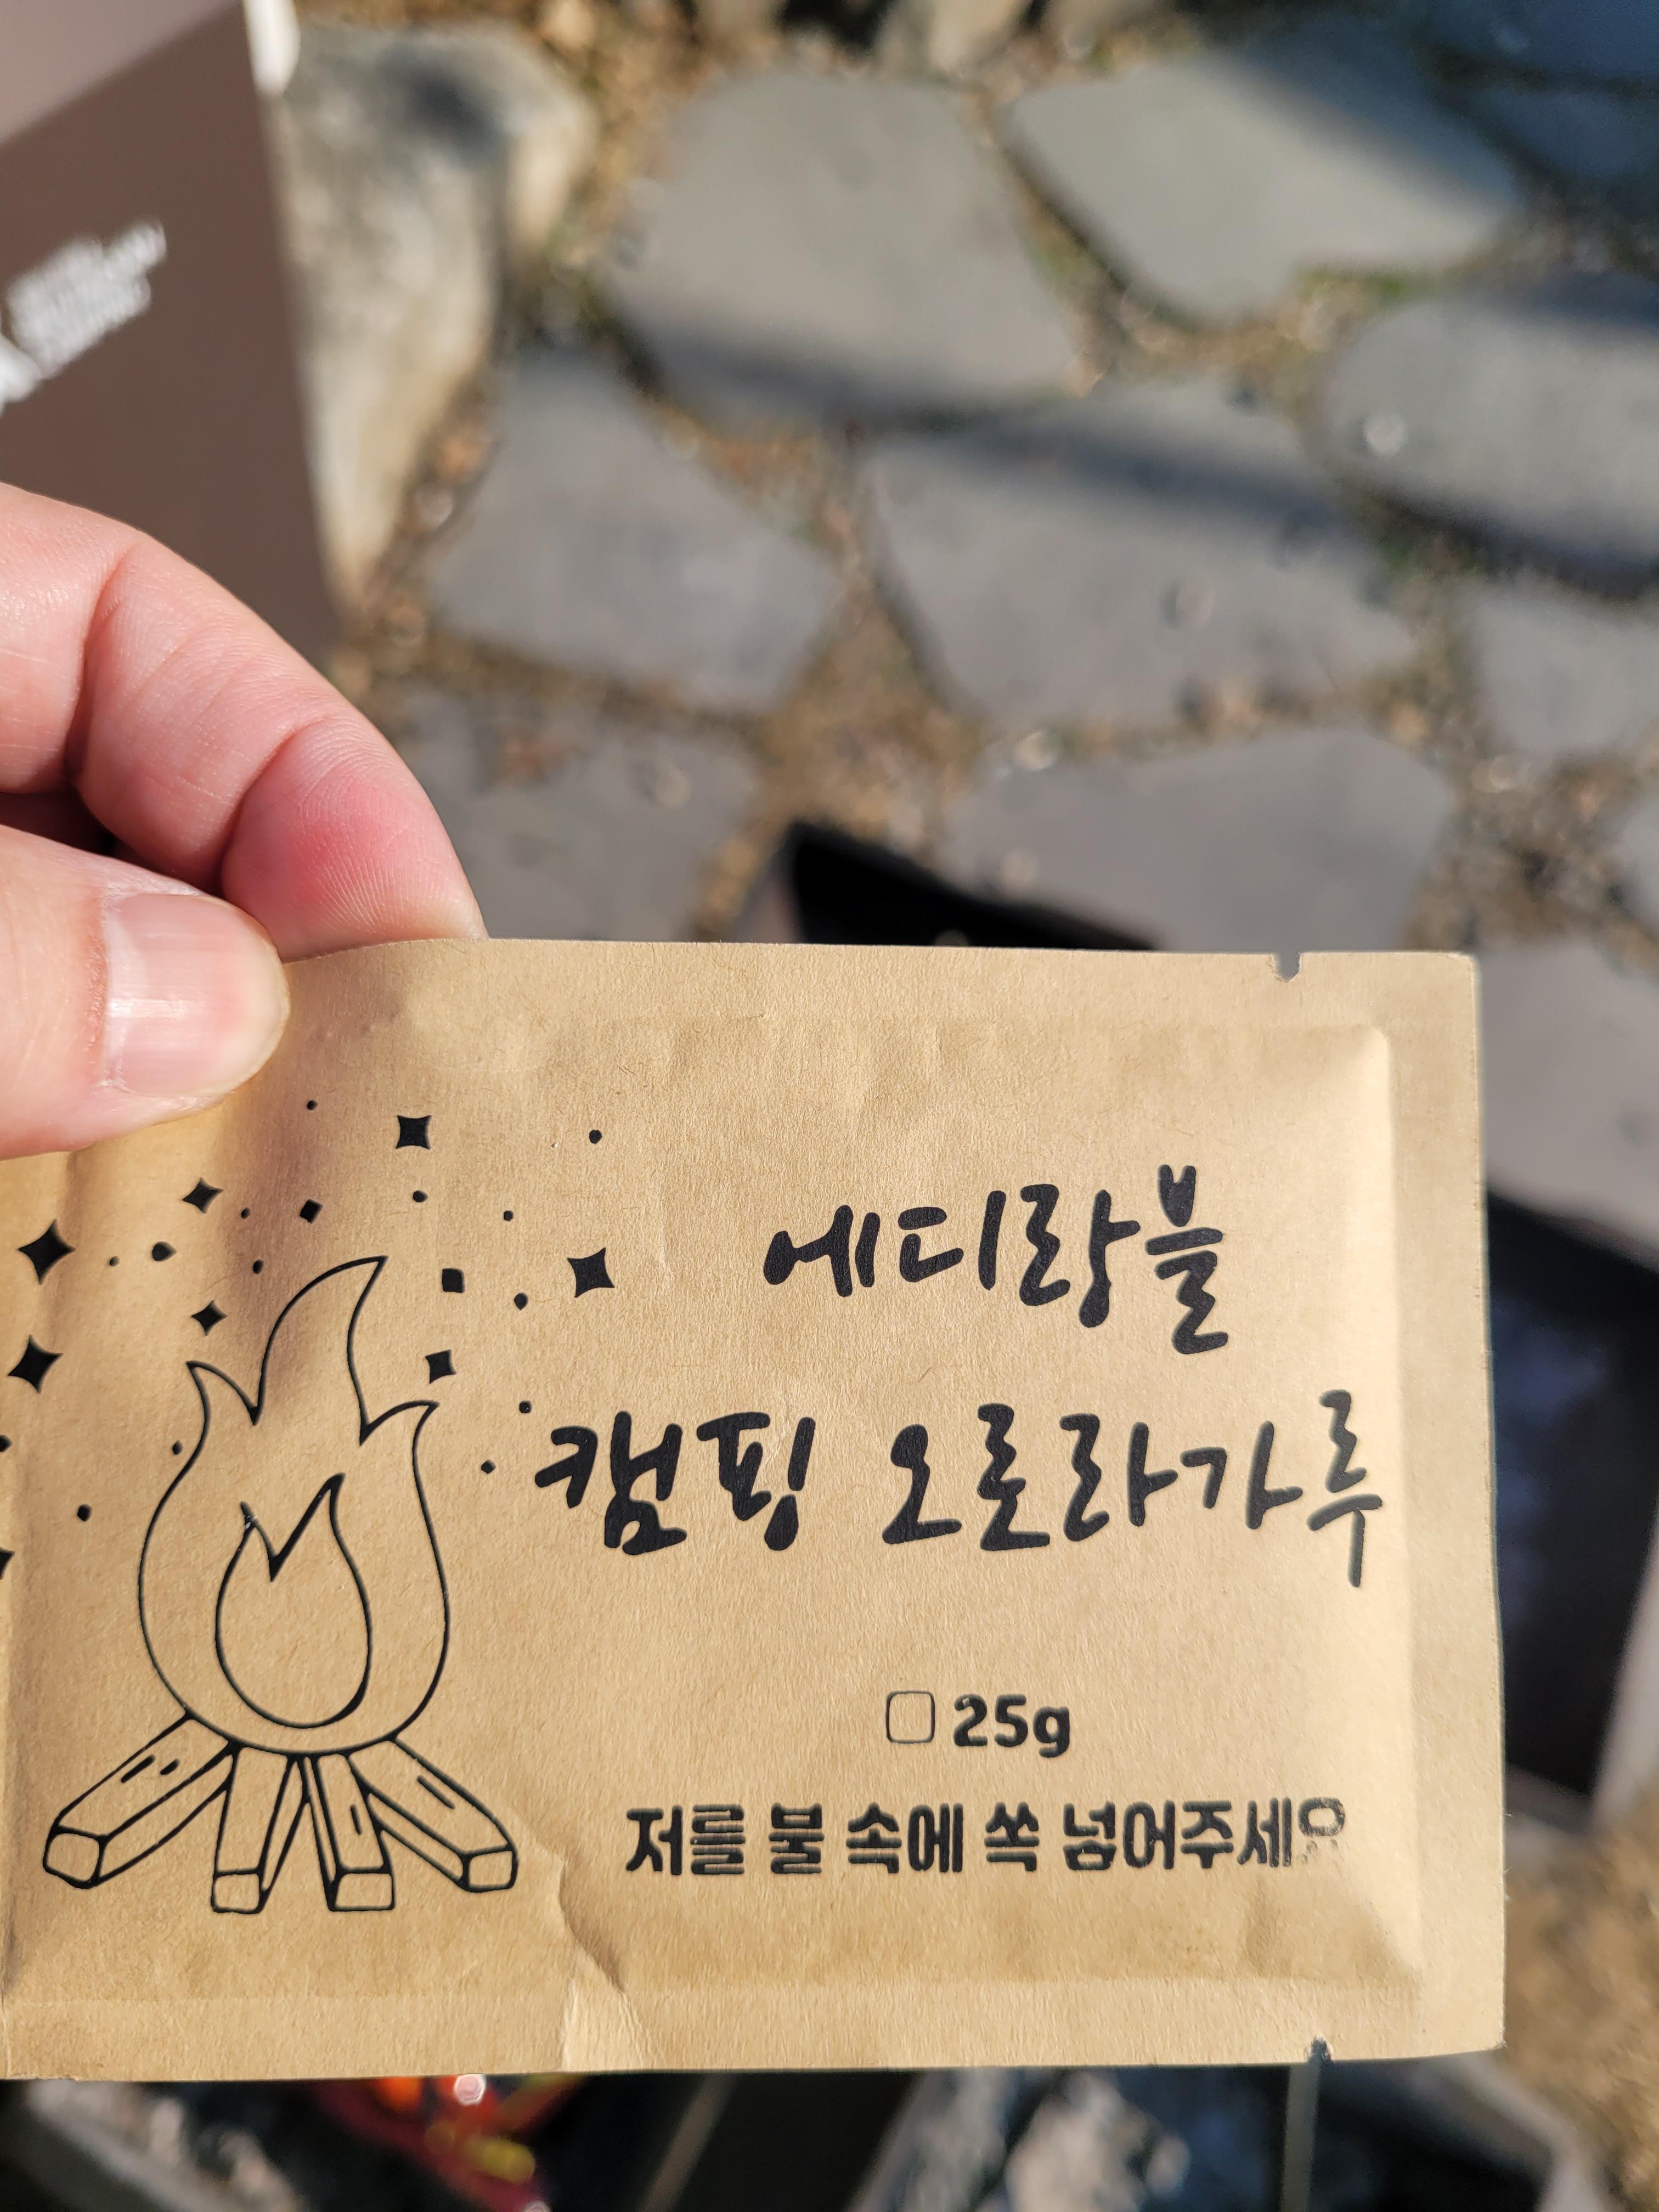 에디랑블
캠핑 오로라가루
25g
저를 불 속에 쏙 넣어주세요